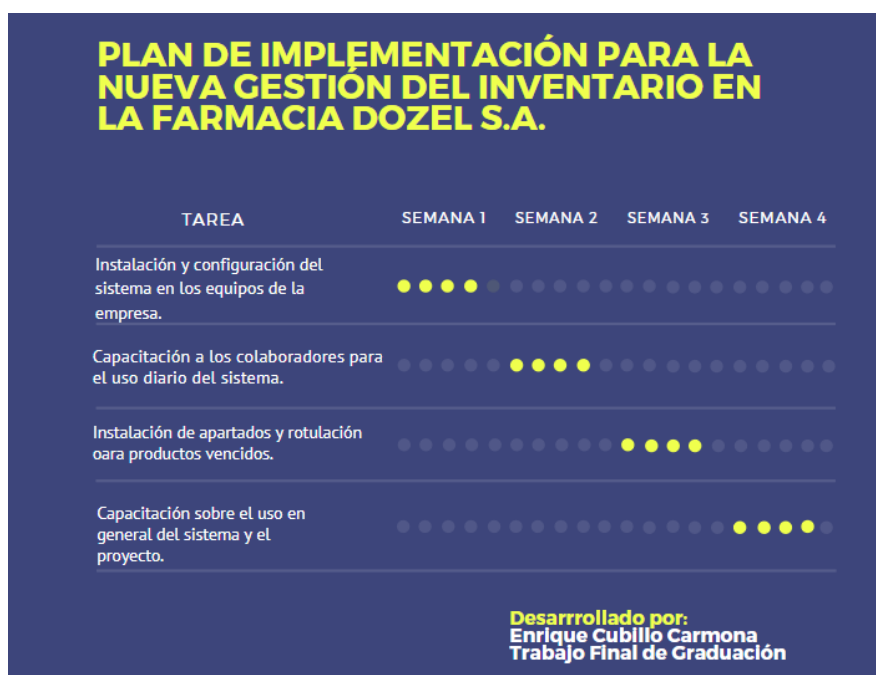 PLAN DE IMPLEMENTACIÓN PARA LA
NUEVA GESTIÓN DEL INVENTARIO EN
LA FARMACIA DOZEL S.A.
TAREA SEMANA 1 SEMANA 2 SEMANA 3 SEMANA 4
Instalación y configuración del
sistema en los equipos de la
empresa.
Capacitación a los colaboradores para
el uso diario del sistema.
Instalación de apartados y rotulación
oara productos vencidos.
Capacitación sobre el uso en
general del sistema y el
proyecto.
Desarrrollado por:
Enrique Cubillo Carmona
Trabajo Final de Graduación